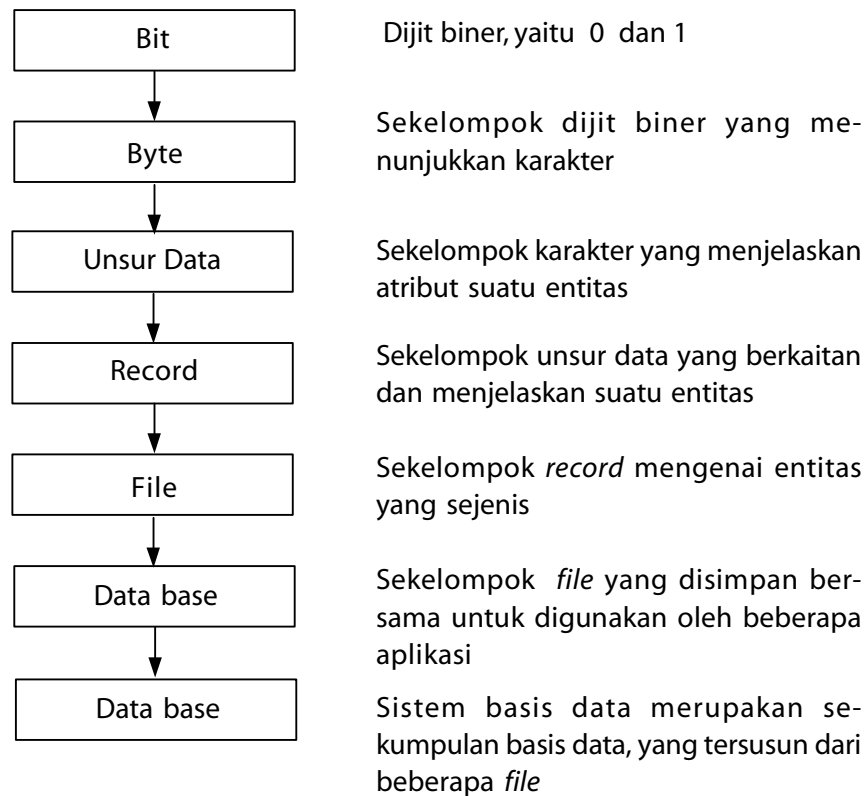 Bit
Dijit biner, yaitu 0 dan 1
Byte
Sekelompok dijit biner yang me-
nunjukkan karakter
Unsur Data
Sekelompok karakter yang menjelaskan
atribut suatu entitas
Record
Sekelompok unsur data yang berkaitan
dan menjelaskan suatu entitas
File
Sekelompok record mengenai entitas
yang sejenis
Data base
Sekelompok file yang disimpan ber-
sama untuk digunakan oleh beberapa
aplikasi
Data base
Sistem basis data merupakan se-
kumpulan basis data, yang tersusun dari
beberapa file